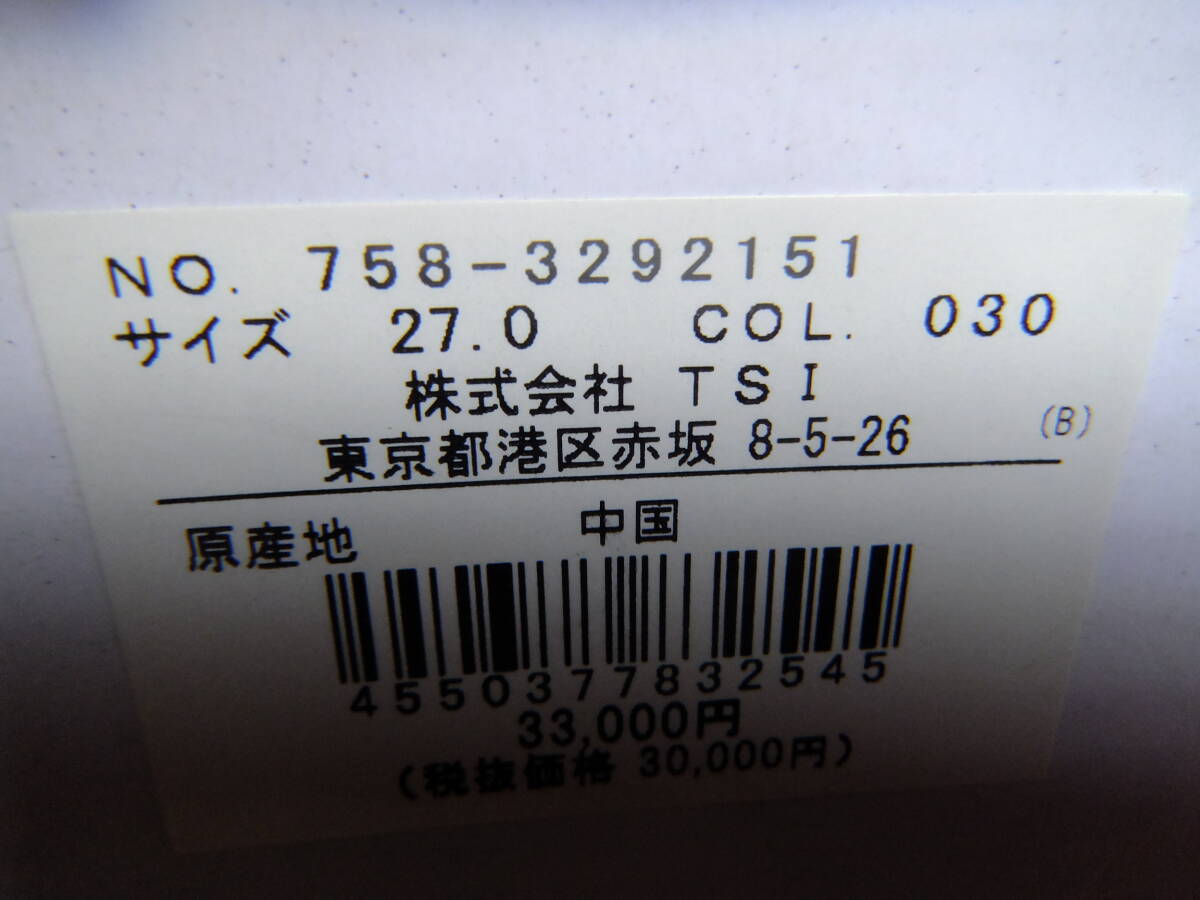 NO. 758-3292151
サイズ 27.0 COL. 030
株式会社 TSI
東京都港区赤坂 8-5-26 (B)
原産地 中国
4550377832545
33,000円
(税抜価格 30,000円)